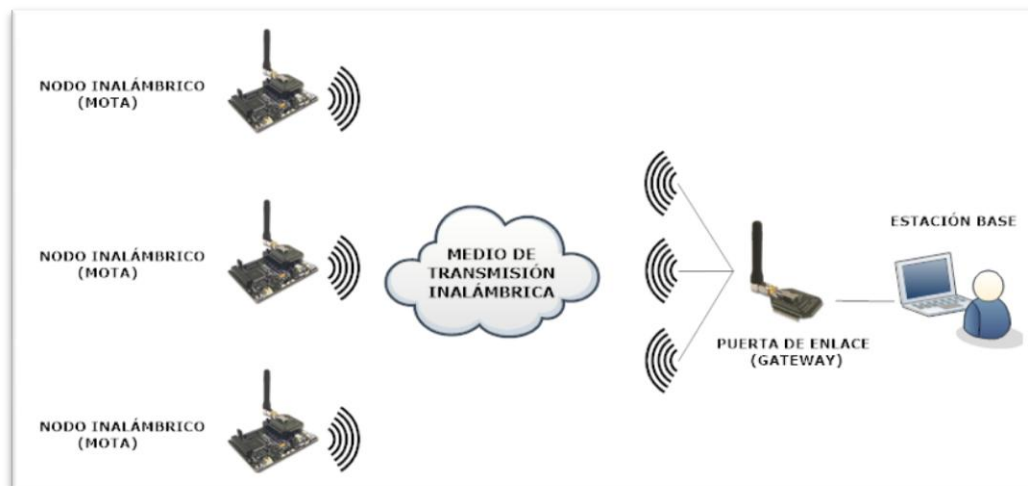 NODO INALÁMBRICO
(MOTA)
NODO INALÁMBRICO
(MOTA)
NODO INALÁMBRICO
(MOTA)
MEDIO DE
TRANSMISIÓN
INALÁMBRICA
PUERTA DE ENLACE
(GATEWAY)
ESTACIÓN BASE